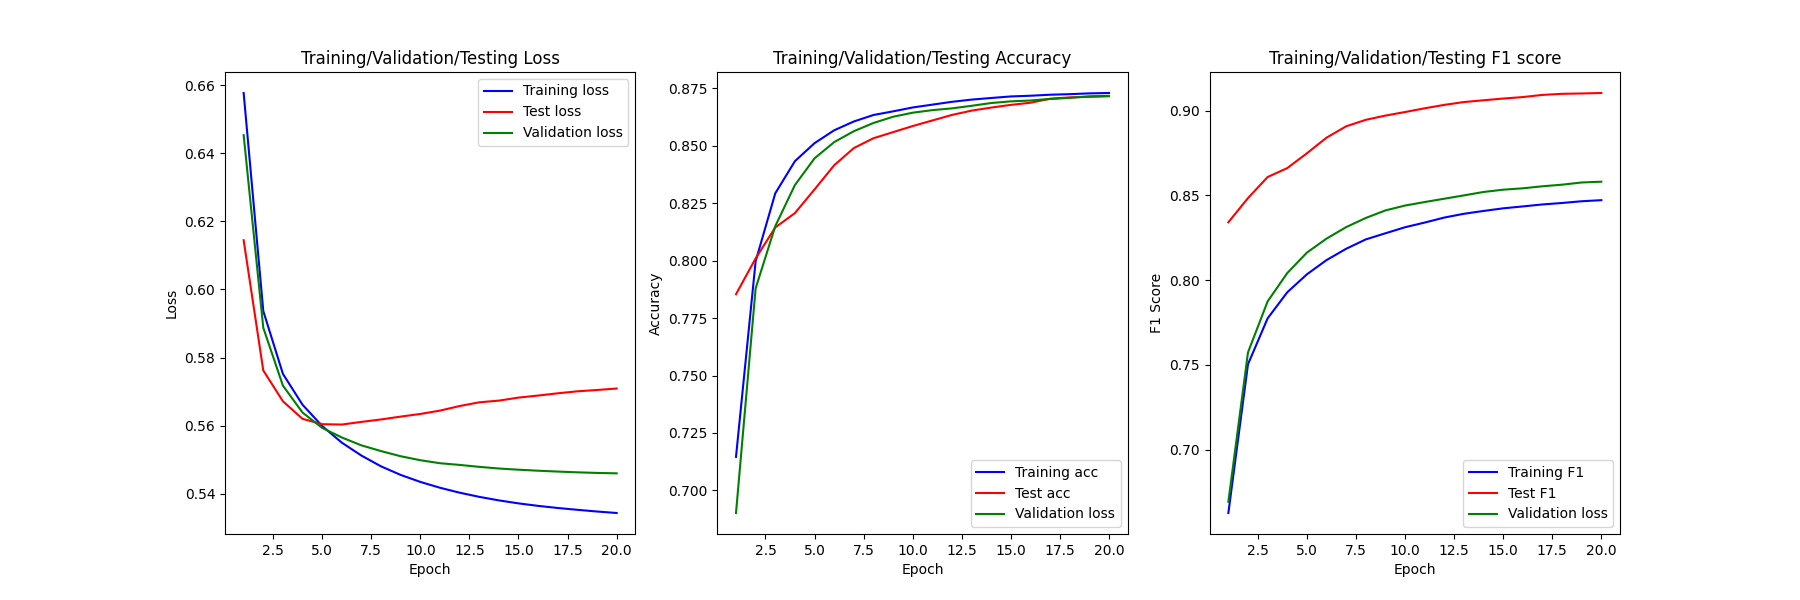 Training/Validation/Testing Loss
Training loss
Test loss
Validation loss
0.66
0.64
0.62
0.60
0.58
0.56
0.54
Loss
2.5 5.0 7.5 10.0 12.5 15.0 17.5 20.0
Epoch
Training/Validation/Testing Accuracy
0.875
0.850
0.825
0.800
0.775
0.750
0.725
0.700
Accuracy
Training acc
Test acc
Validation loss
2.5 5.0 7.5 10.0 12.5 15.0 17.5 20.0
Epoch
Training/Validation/Testing F1 score
0.90
0.85
0.80
0.75
0.70
F1 Score
Training F1
Test F1
Validation loss
2.5 5.0 7.5 10.0 12.5 15.0 17.5 20.0
Epoch